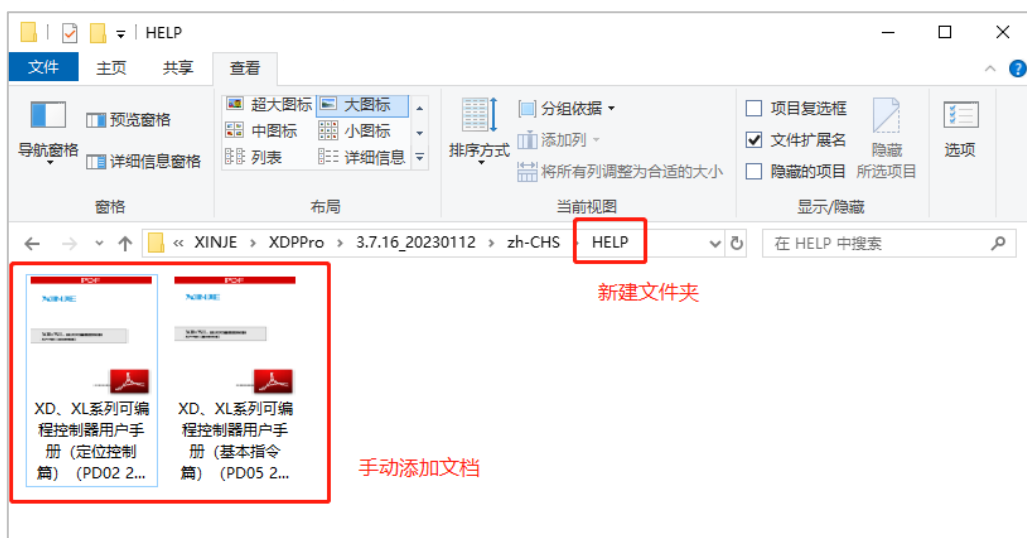 HELP
文件 主页 共享 查看
导航窗格
预览窗格
详细信息窗格
窗格
超大图标 大图标
中图标 小图标
列表 详细信息
布局
排序方式
分组依据
添加列
将所有列调整为合适的大小
当前视图
项目复选框
文件扩展名
隐藏的项目
隐藏
所选项目
显示/隐藏
选项
« XINJE › XDPPro › 3.7.16_20230112 › zh-CHS › HELP
在 HELP 中搜索
新建文件夹
PDF
XINJE
XD、XL系列可编
程控制器用户手
册（定位控制
篇）（PD02 2...
PDF
XINJE
XD、XL系列可编
程控制器用户手
册（基本指令
篇）（PD05 2...
手动添加文档